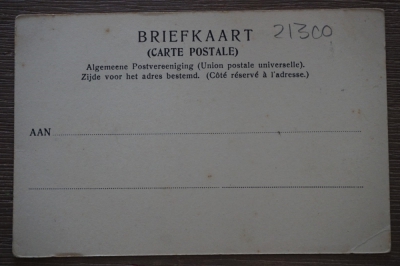 BRIEFKAART
21300
(CARTE POSTALE)
Algemeene Postvereeniging (Union postale universelle).
Zijde voor het adres bestemd. (Côté réservé à l'adresse.)
AAN